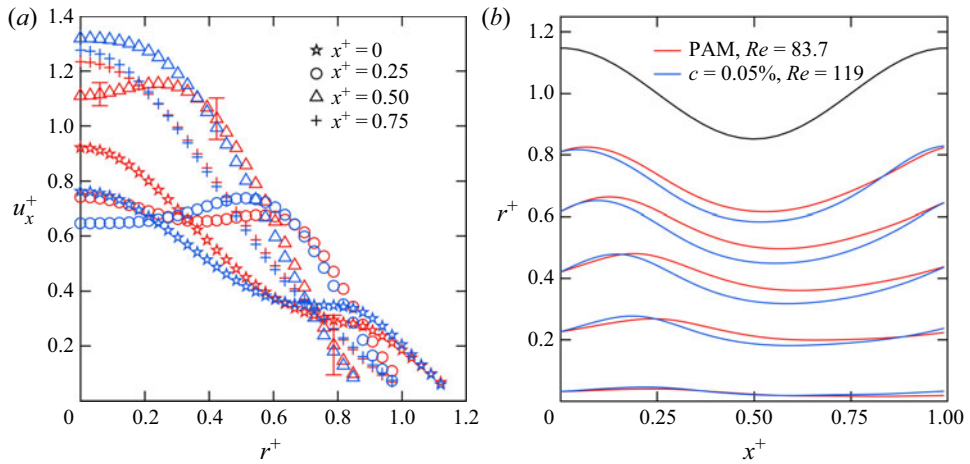 (a)
1.4
1.2
1.0
0.8
0.6
0.4
0.2
0 0.2 0.4 0.6 0.8 1.0 1.2
u_x^+
r^+
x^+ = 0
x^+ = 0.25
x^+ = 0.50
x^+ = 0.75
(b)
1.2
1.0
0.8
0.6
0.4
0.2
0 0.25 0.50 0.75 1.00
r^+
x^+
PAM, Re = 83.7
c = 0.05%, Re = 119